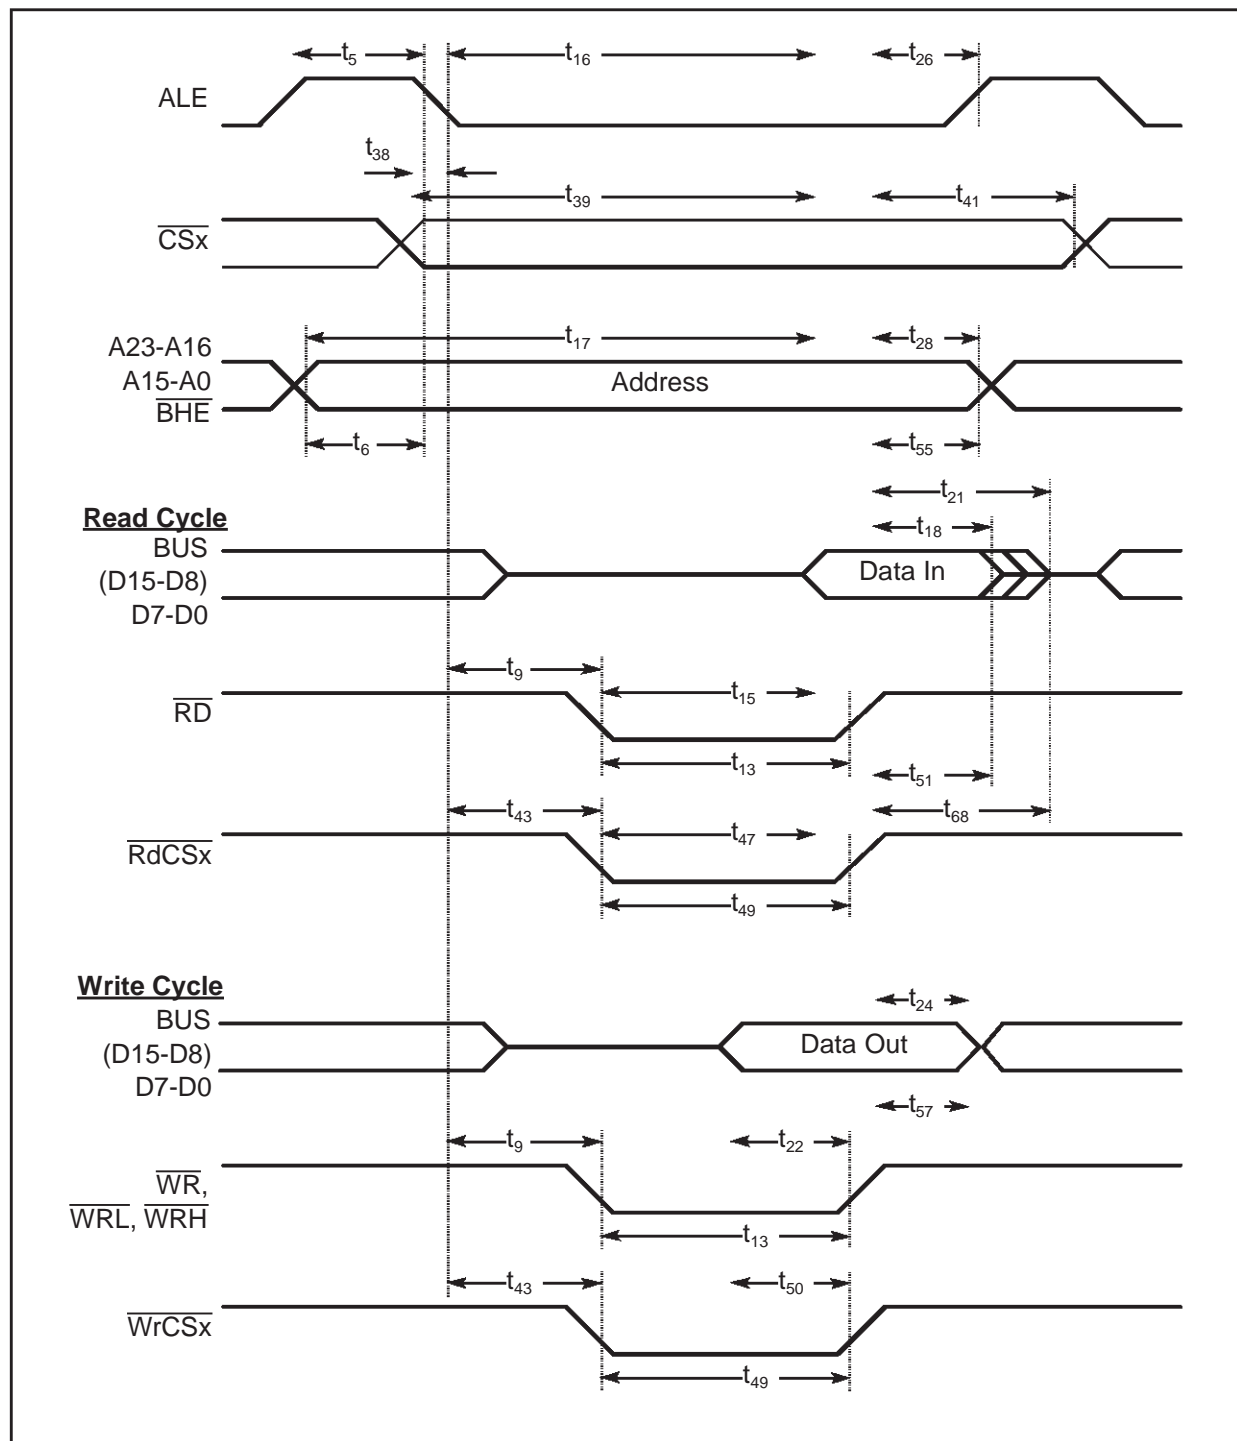 t5 t16 t26
ALE
t38
t39 t41
CSx
t17 t28
A23-A16
A15-A0
BHE
Address
t6 t55
t21
t18
Read Cycle
BUS
(D15-D8)
D7-D0
Data In
t9
t15
RD
t13 t51
t43 t47 t68
RdCSx
t49
Write Cycle
t24
BUS
(D15-D8)
D7-D0
Data Out
t57
t9 t22
WR,
WRL, WRH
t13
t43 t50
WrCSx
t49